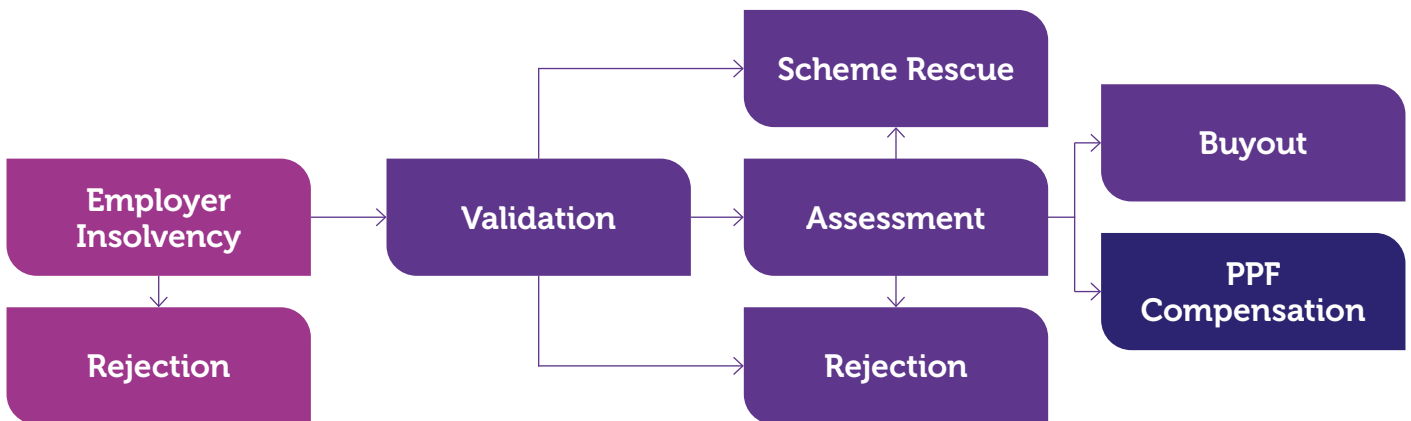 Scheme Rescue
Buyout
Employer
Insolvency
Validation
Assessment
PPF
Compensation
Rejection
Rejection